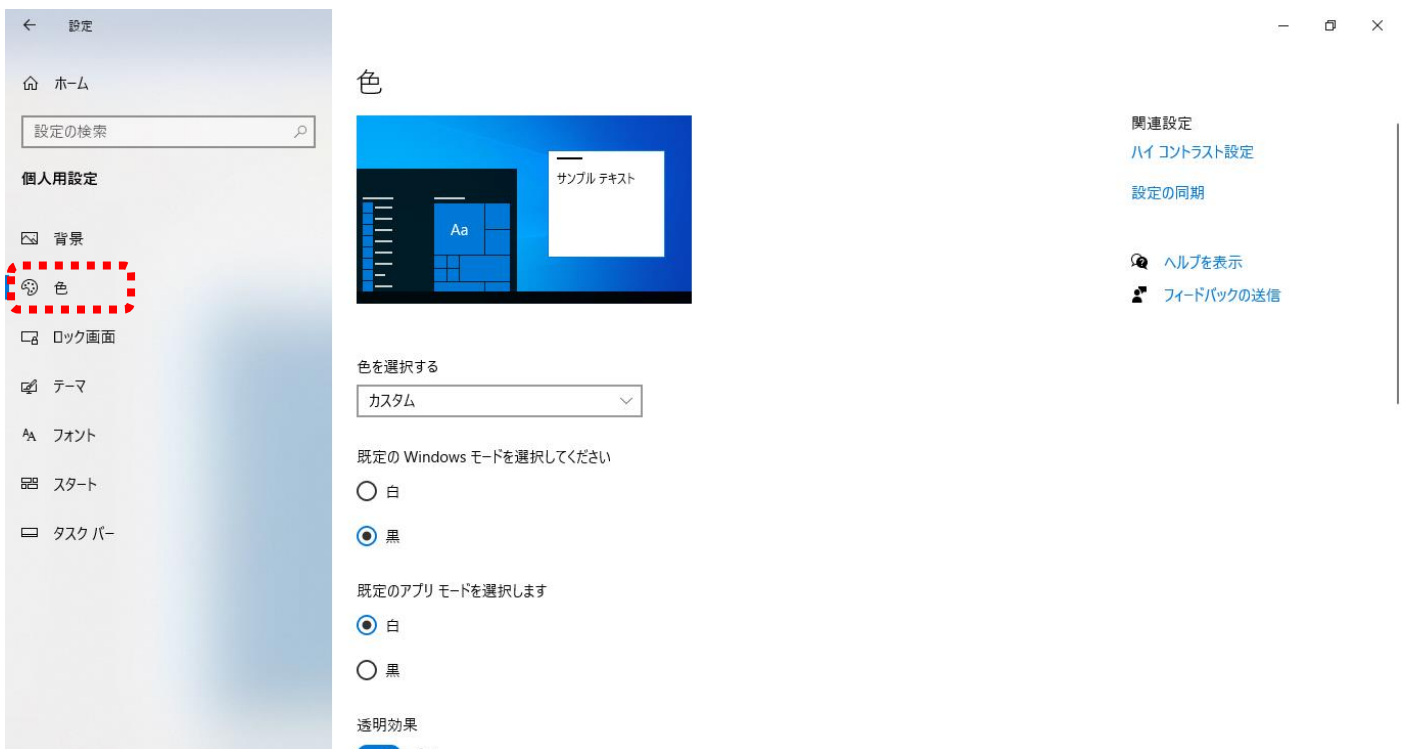 設定
ホーム
設定の検索
個人用設定
背景
色
ロック画面
テーマ
フォント
スタート
タスク バー
色
サンプル テキスト
Aa
色を選択する
カスタム
既定の Windows モードを選択してください
白
黒
既定のアプリ モードを選択します
白
黒
透明効果
関連設定
ハイ コントラスト設定
設定の同期
ヘルプを表示
フィードバックの送信